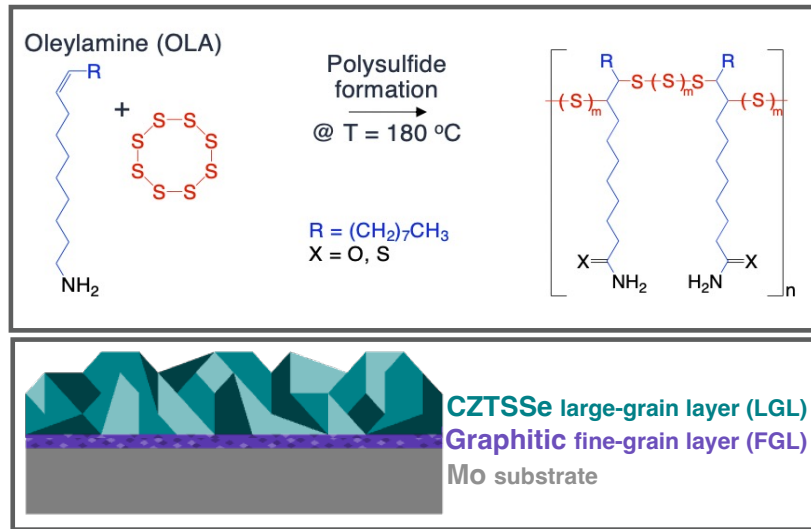 Oleylamine (OLA)
R
+
S S
S S
S S
S S
NH₂
Polysulfide
formation
@ T = 180 ºC
R = (CH₂)₇CH₃
X = O, S
R R
(S)ₘ S (S)ₘ S (S)ₘ
X X
NH₂ H₂N
n
CZTSSe large-grain layer (LGL)
Graphitic fine-grain layer (FGL)
Mo substrate